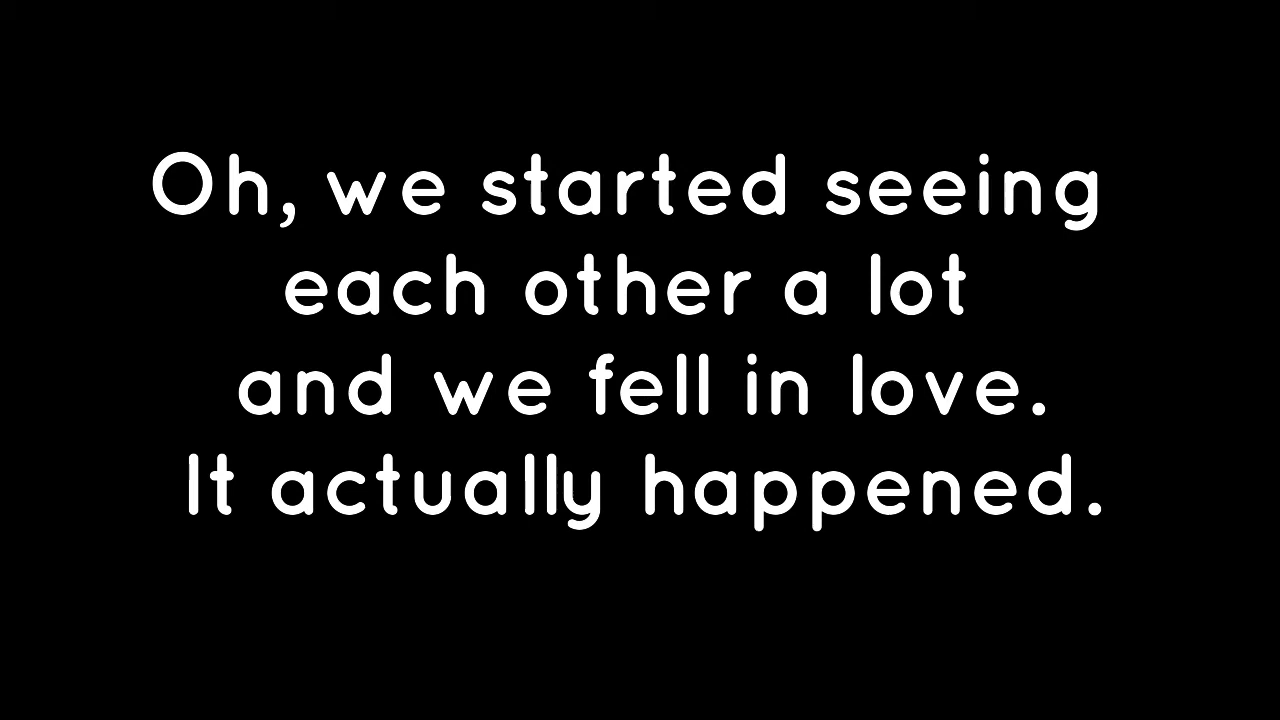 Oh, we started seeing
each other a lot
and we fell in love.
It actually happened.